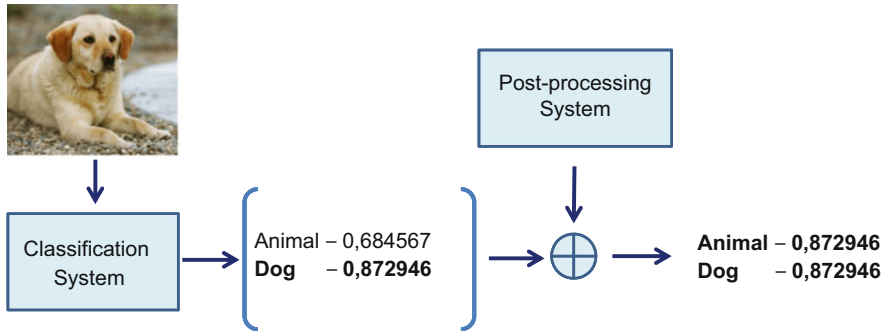 Post-processing
System
Classification
System
Animal – 0,684567
Dog – 0,872946
Animal – 0,872946
Dog – 0,872946